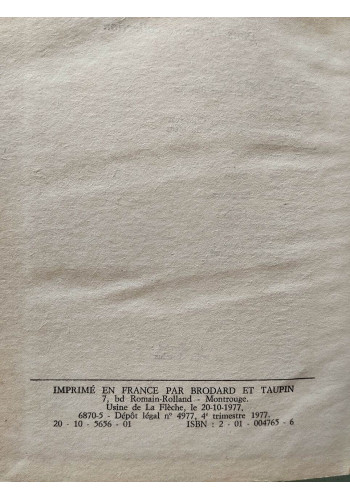 IMPRIMÉ EN FRANCE PAR BRODARD ET TAUPIN
7, bd Romain-Rolland - Montrouge.
Usine de La Flèche, le 20-10-1977,
6870-5 - Dépôt légal nº 4977, 4e trimestre 1977.
20 - 10 - 5656 - 01 ISBN : 2 - 01 - 004765 - 6